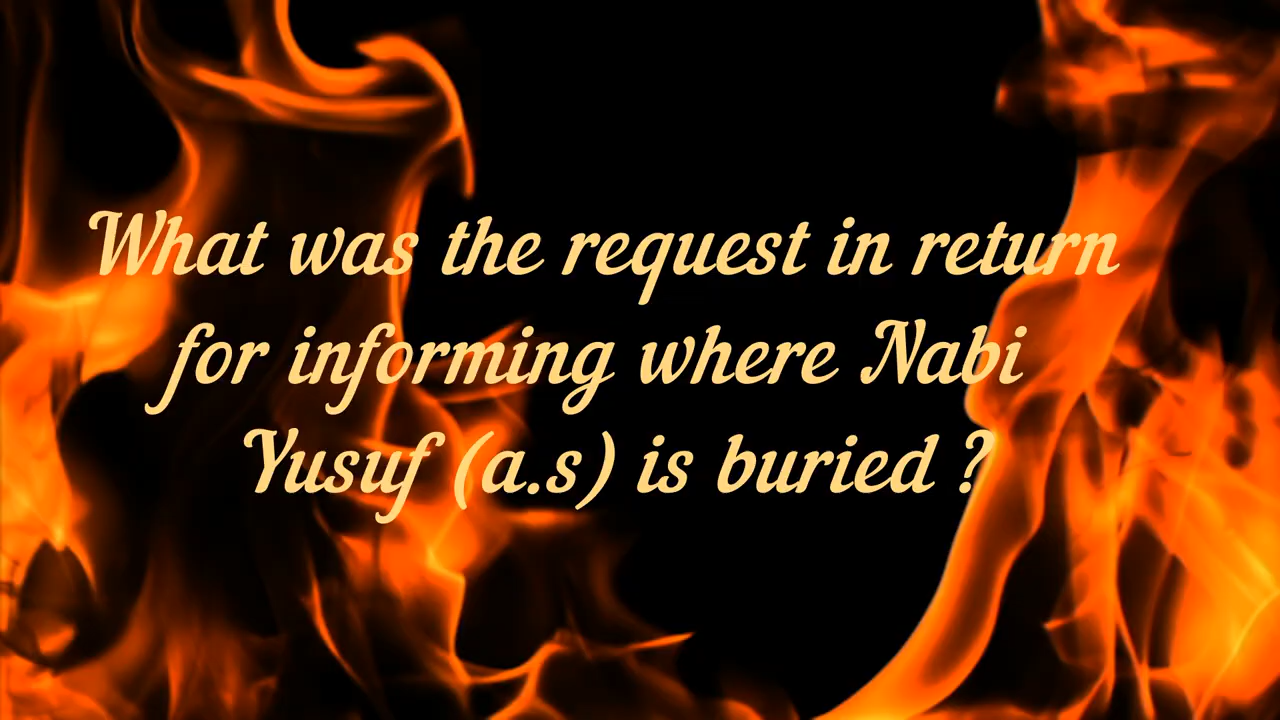 What was the request in return
for informing where Nabi
Yusuf (a.s) is buried ?